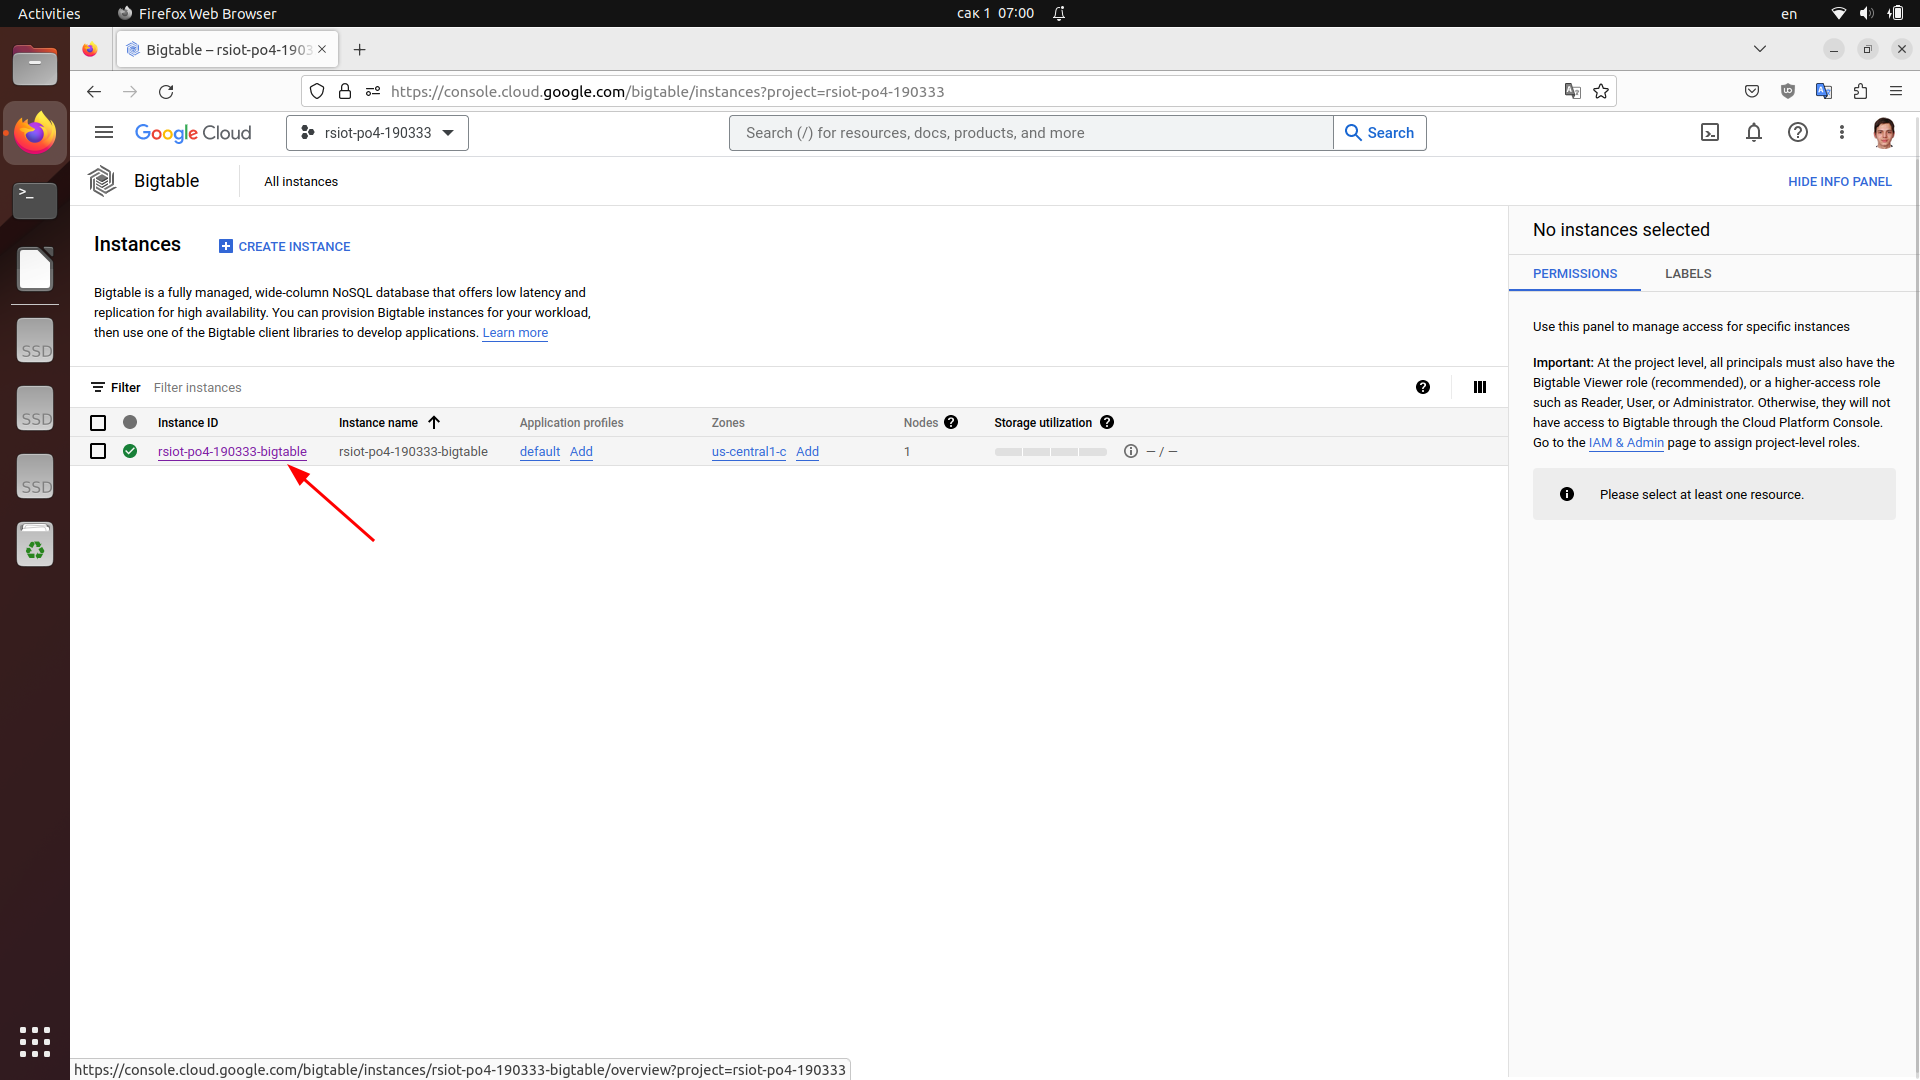 Activities
Firefox Web Browser
сак 1 07:00
en
Bigtable – rsiot-po4-1903
https://console.cloud.google.com/bigtable/instances?project=rsiot-po4-190333
Google Cloud
rsiot-po4-190333
Search (/) for resources, docs, products, and more
Search
Bigtable
All instances
HIDE INFO PANEL
Instances
CREATE INSTANCE
Bigtable is a fully managed, wide-column NoSQL database that offers low latency and
replication for high availability. You can provision Bigtable instances for your workload,
then use one of the Bigtable client libraries to develop applications. Learn more
Filter Filter instances
Instance ID Instance name Application profiles Zones Nodes Storage utilization
rsiot-po4-190333-bigtable rsiot-po4-190333-bigtable default Add us-central1-c Add 1 – / –
No instances selected
PERMISSIONS LABELS
Use this panel to manage access for specific instances
Important: At the project level, all principals must also have the
Bigtable Viewer role (recommended), or a higher-access role
such as Reader, User, or Administrator. Otherwise, they will not
have access to Bigtable through the Cloud Platform Console.
Go to the IAM & Admin page to assign project-level roles.
Please select at least one resource.
SSD
SSD
SSD
https://console.cloud.google.com/bigtable/instances/rsiot-po4-190333-bigtable/overview?project=rsiot-po4-190333